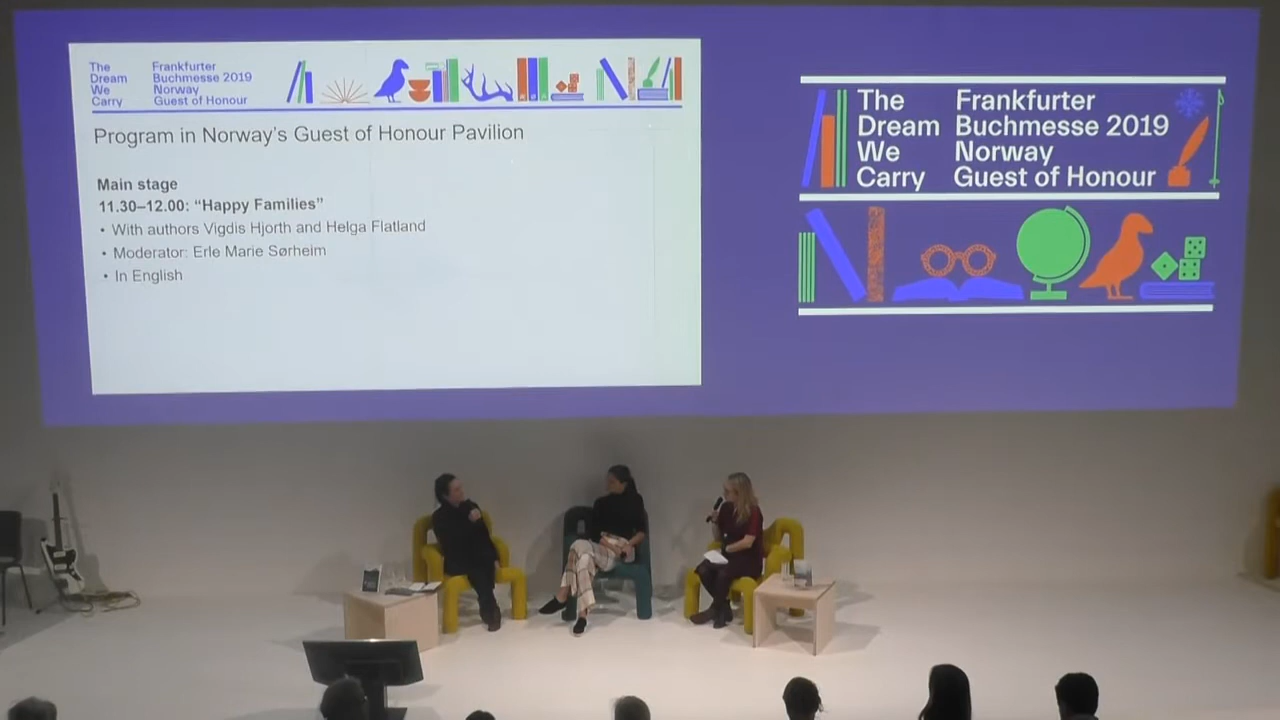 The
Dream
We
Carry
Frankfurter
Buchmesse 2019
Norway
Guest of Honour
Program in Norway's Guest of Honour Pavilion
Main stage
11.30–12.00: “Happy Families”
• With authors Vigdis Hjorth and Helga Flatland
• Moderator: Erle Marie Sørheim
• In English
The
Dream
We
Carry
Frankfurter
Buchmesse 2019
Norway
Guest of Honour